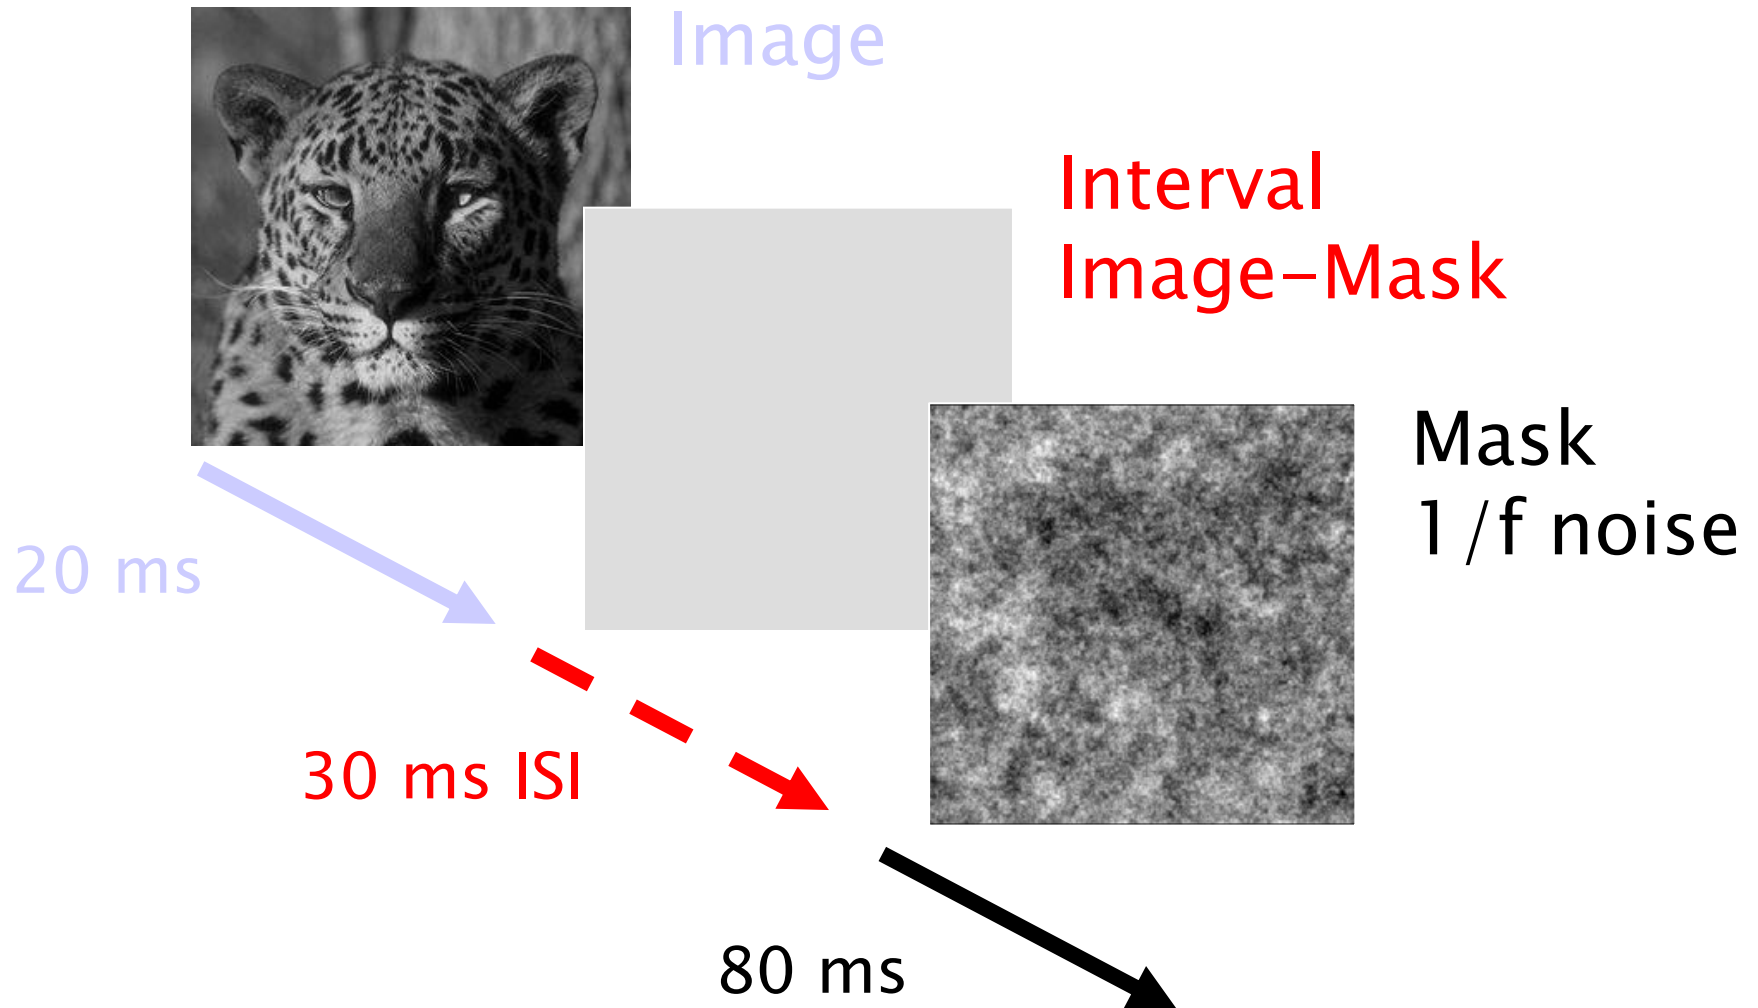 Image
Interval
Image-Mask
Mask
1/f noise
20 ms
30 ms ISI
80 ms